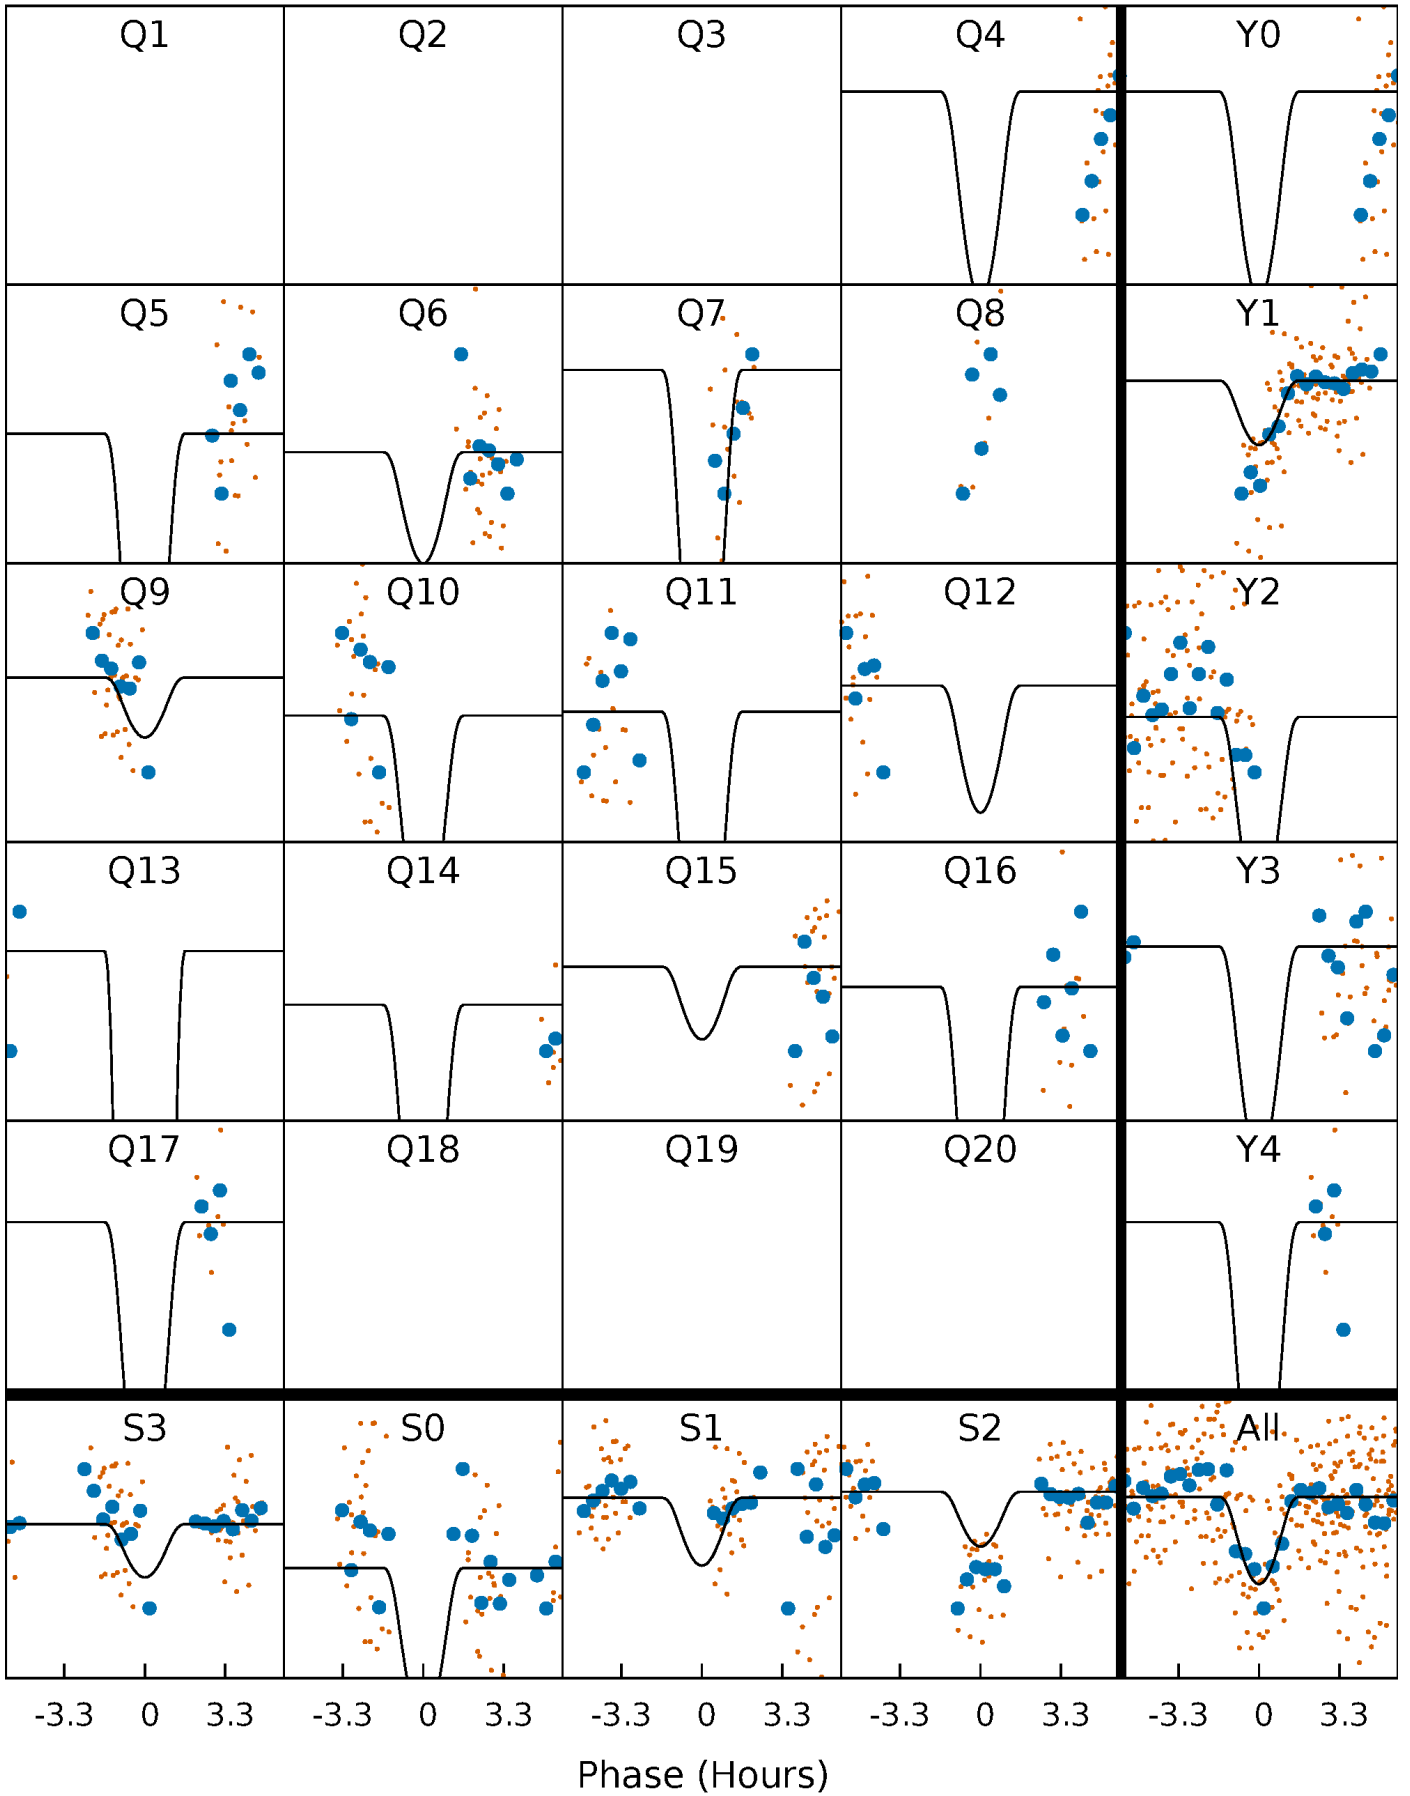 Q1 Q2 Q3 Q4 Y0
Q5 Q6 Q7 Q8 Y1
Q9 Q10 Q11 Q12 Y2
Q13 Q14 Q15 Q16 Y3
Q17 Q18 Q19 Q20 Y4
S3 S0 S1 S2 All
-3.3 0 3.3 -3.3 0 3.3 -3.3 0 3.3 -3.3 0 3.3 -3.3 0 3.3
Phase (Hours)